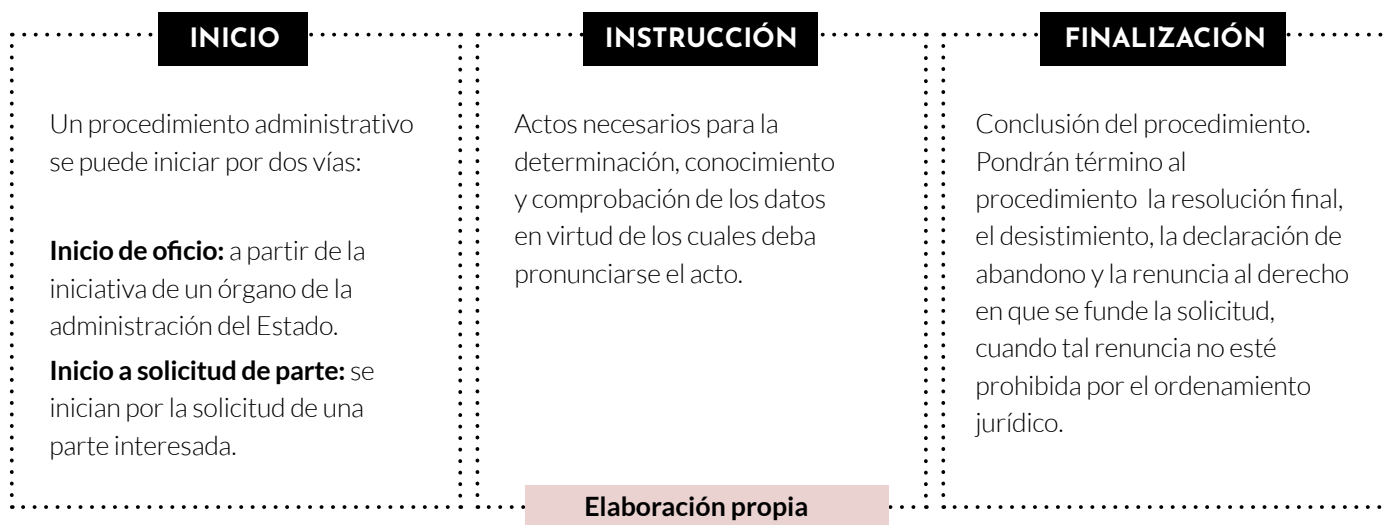 INICIO
Un procedimiento administrativo
se puede iniciar por dos vías:
Inicio de oficio: a partir de la
iniciativa de un órgano de la
administración del Estado.
Inicio a solicitud de parte: se
inician por la solicitud de una
parte interesada.
INSTRUCCIÓN
Actos necesarios para la
determinación, conocimiento
y comprobación de los datos
en virtud de los cuales deba
pronunciarse el acto.
FINALIZACIÓN
Conclusión del procedimiento.
Pondrán término al
procedimiento la resolución final,
el desistimiento, la declaración de
abandono y la renuncia al derecho
en que se funde la solicitud,
cuando tal renuncia no esté
prohibida por el ordenamiento
jurídico.
Elaboración propia